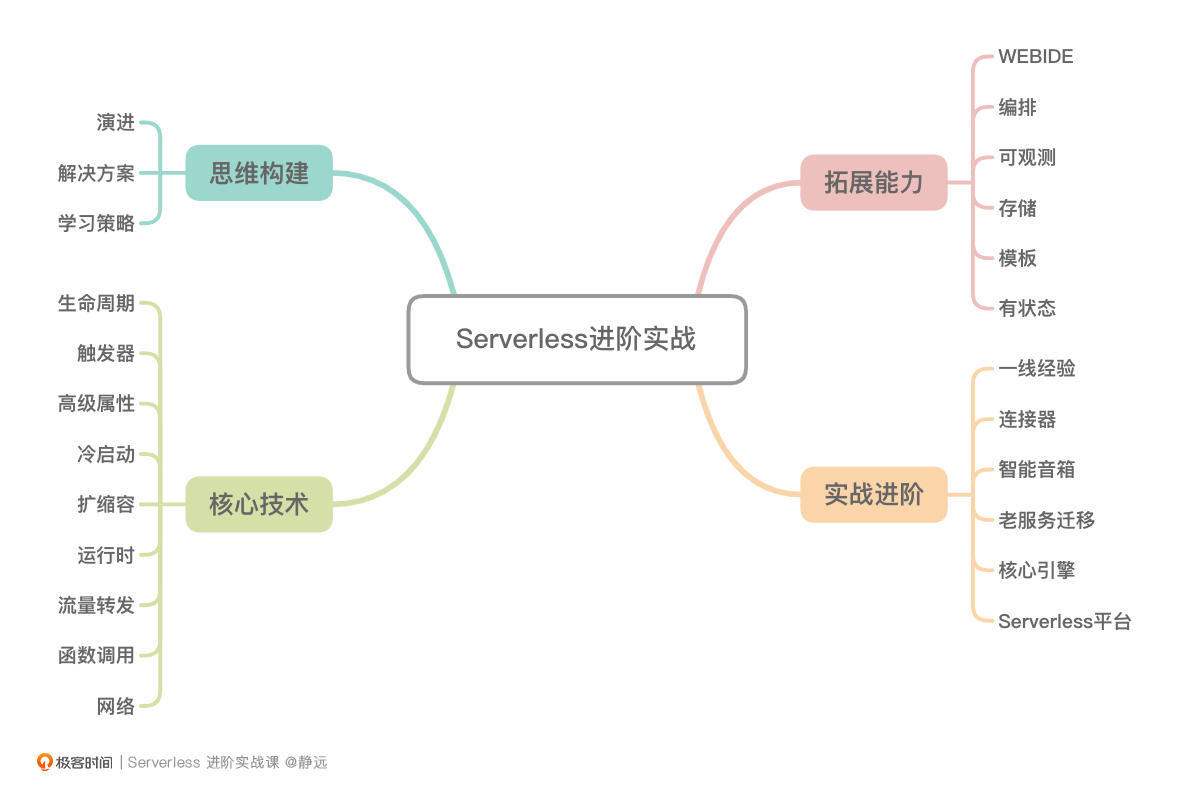 Serverless进阶实战
思维构建
演进
解决方案
学习策略
核心技术
生命周期
触发器
高级属性
冷启动
扩缩容
运行时
流量转发
函数调用
网络
拓展能力
WEBIDE
编排
可观测
存储
模板
有状态
实战进阶
一线经验
连接器
智能音箱
老服务迁移
核心引擎
Serverless平台
极客时间 | Serverless 进阶实战课 @静远